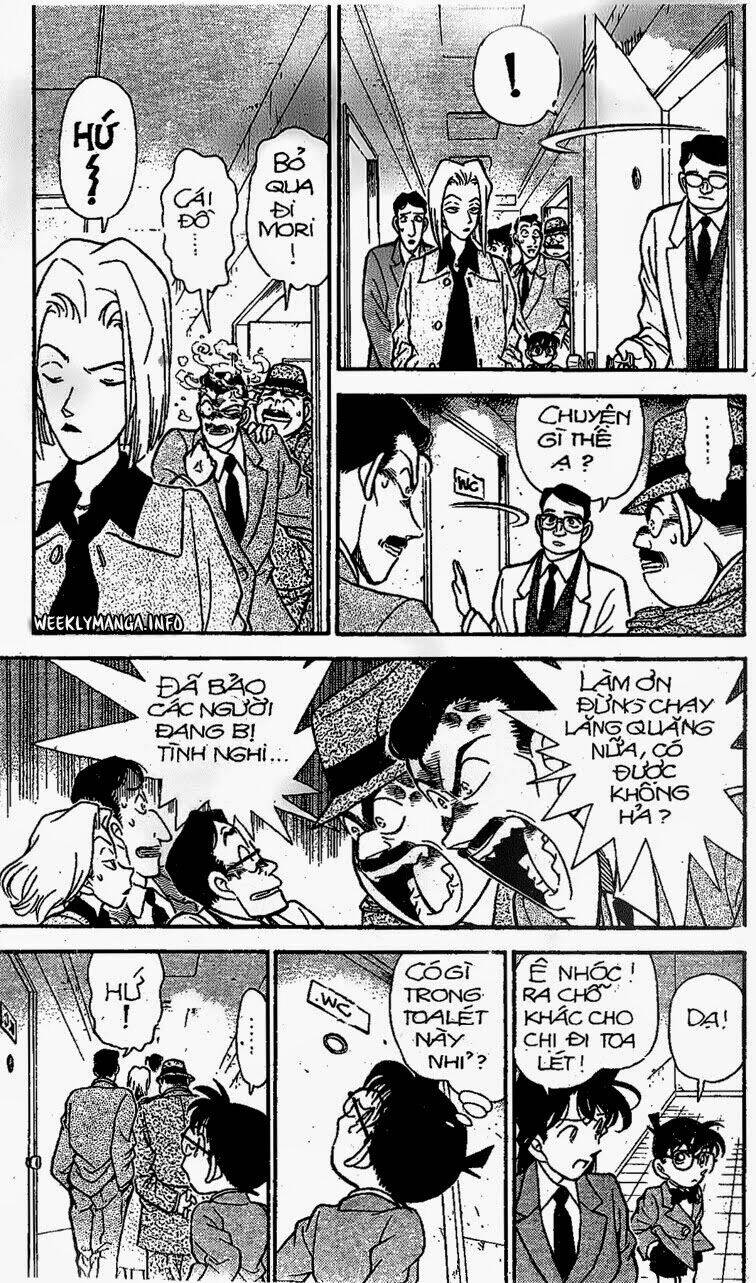 HỨ
!
CÁI
ĐỒ
......
BỎ
QUA
ĐI
MORI
!
WEEKLYMANGA.INFO
!
CHUYỆN
GÌ THẾ
Ạ?
WC
......
ĐÃ BẢO
CÁC NGƯỜI
ĐANG BỊ
TÌNH NGHI...
LÀM ƠN
ĐỪNG CHAY
LĂNG QUĂNG
NỮA, CÓ
ĐƯỢC
KHÔNG
HẢ?
HỨ
!
......
WC
CÓ GÌ
TRONG
TOALÉT
NÀY
NHỈ?
Ê NHÓC!
RA CHỖ
KHÁC CHO
CHI ĐI TOA
LÉT!
DẠ!